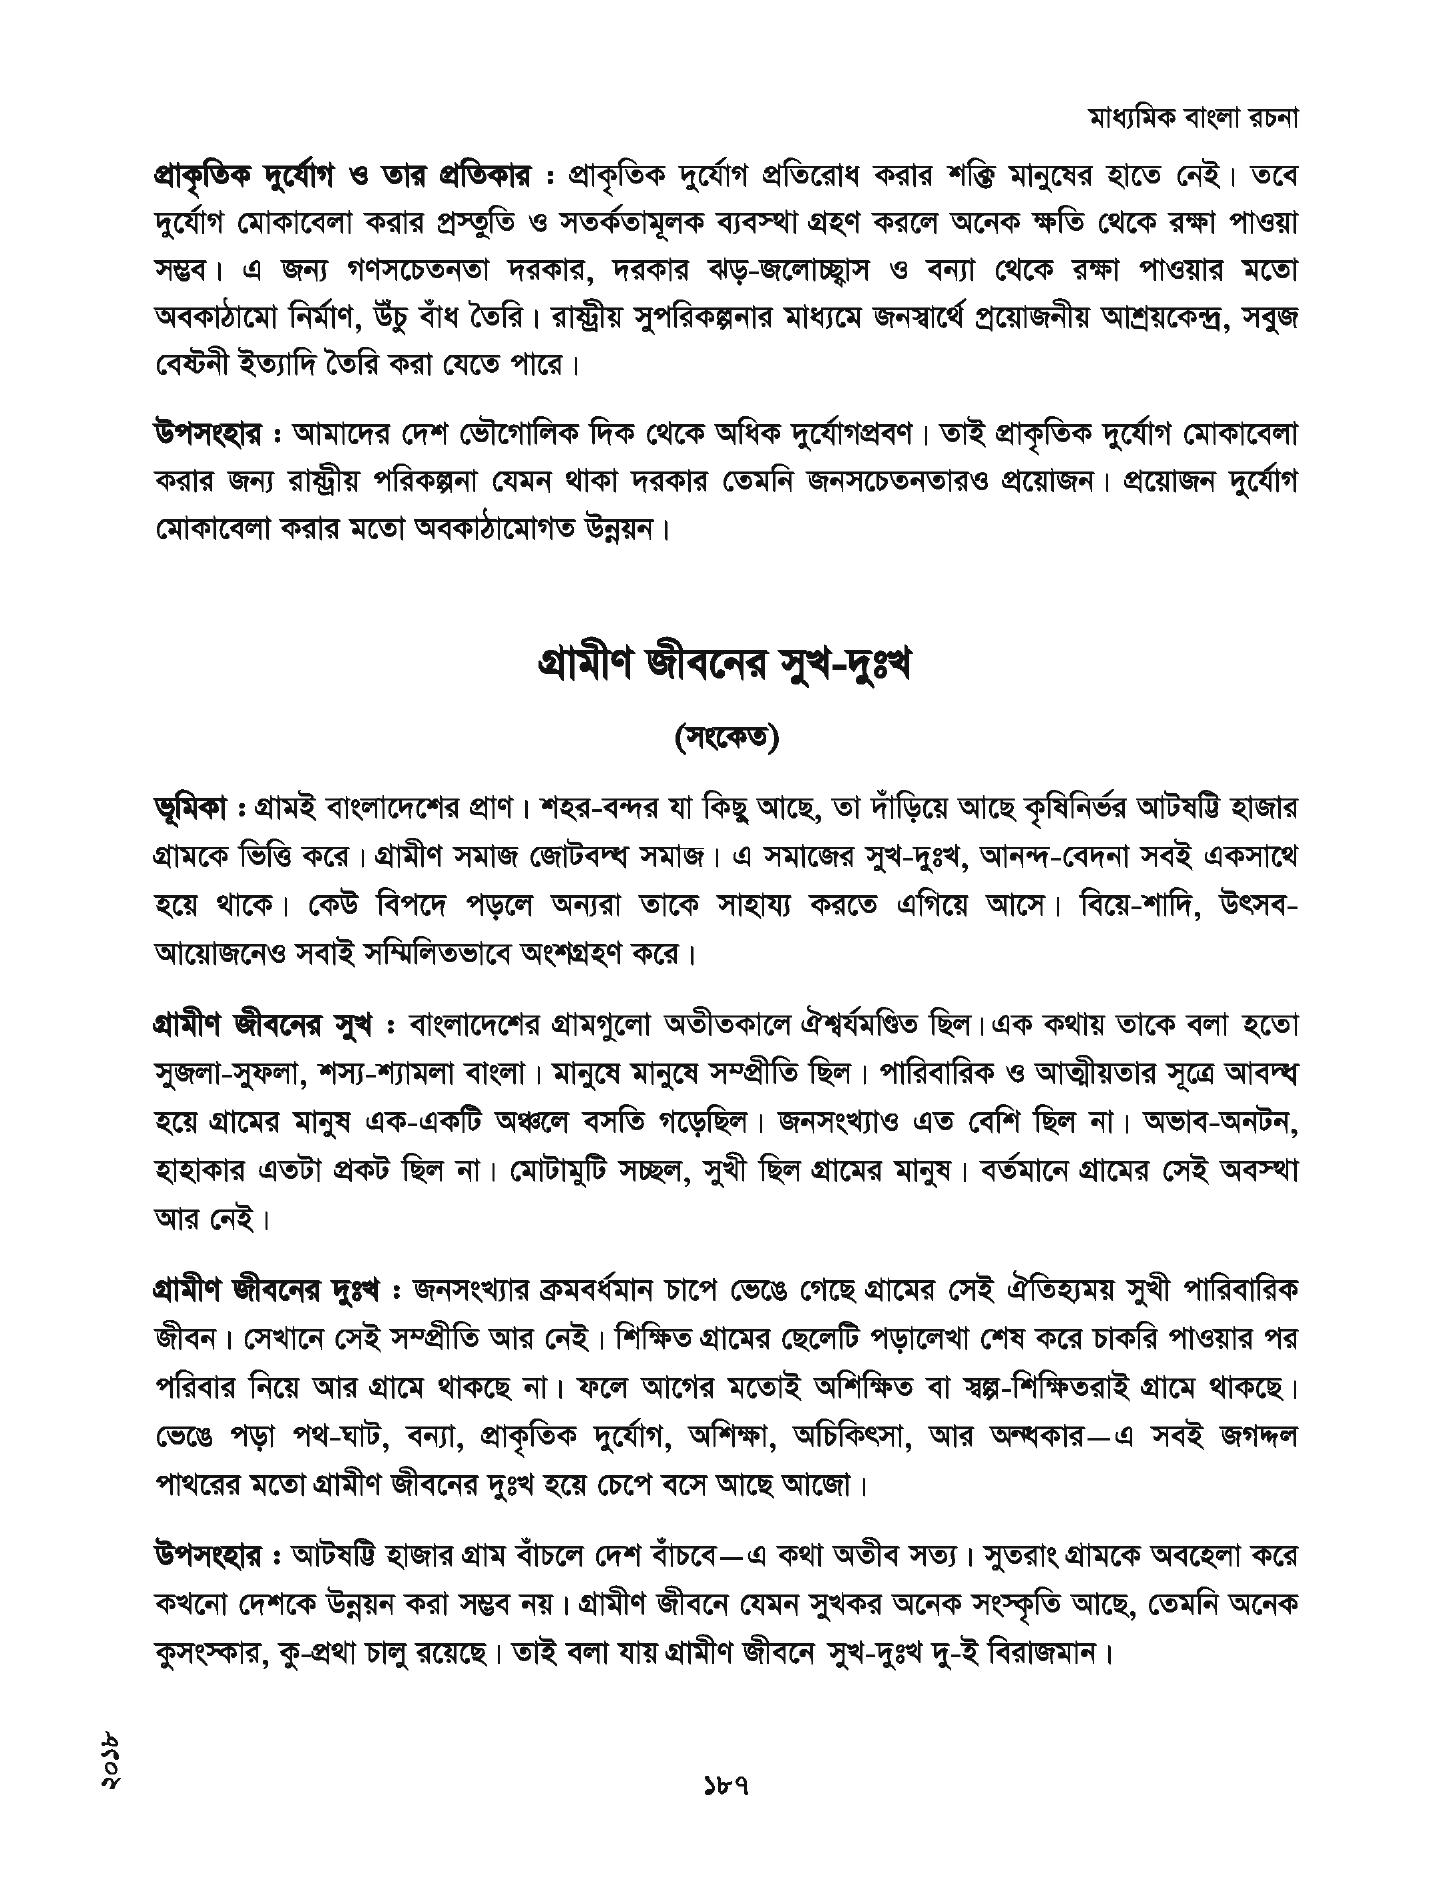 মাধ্যমিক বাংলা রচনা
প্রাকৃতিক দুর্যোগ ও তার প্রতিকার : প্রাকৃতিক দুর্যোগ প্রতিরোধ করার শক্তি মানুষের হাতে নেই। তবে
দুর্যোগ মোকাবেলা করার প্রস্তুতি ও সতর্কতামূলক ব্যবস্থা গ্রহণ করলে অনেক ক্ষতি থেকে রক্ষা পাওয়া
সম্ভব। এ জন্য গণসচেতনতা দরকার, দরকার ঝড়-জলোচ্ছ্বাস ও বন্যা থেকে রক্ষা পাওয়ার মতো
অবকাঠামো নির্মাণ, উঁচু বাঁধ তৈরি। রাষ্ট্রীয় সুপরিকল্পনার মাধ্যমে জনস্বার্থে প্রয়োজনীয় আশ্রয়কেন্দ্র, সবুজ
বেষ্টনী ইত্যাদি তৈরি করা যেতে পারে।
উপসংহার : আমাদের দেশ ভৌগোলিক দিক থেকে অধিক দুর্যোগপ্রবণ। তাই প্রাকৃতিক দুর্যোগ মোকাবেলা
করার জন্য রাষ্ট্রীয় পরিকল্পনা যেমন থাকা দরকার তেমনি জনসচেতনতারও প্রয়োজন। প্রয়োজন দুর্যোগ
মোকাবেলা করার মতো অবকাঠামোগত উন্নয়ন।
গ্রামীণ জীবনের সুখ-দুঃখ
(সংকেত)
ভূমিকা : গ্রামই বাংলাদেশের প্রাণ। শহর-বন্দর যা কিছু আছে, তা দাঁড়িয়ে আছে কৃষিনির্ভর আটষট্টি হাজার
গ্রামকে ভিত্তি করে। গ্রামীণ সমাজ জোটবদ্ধ সমাজ। এ সমাজের সুখ-দুঃখ, আনন্দ-বেদনা সবই একসাথে
হয়ে থাকে। কেউ বিপদে পড়লে অন্যরা তাকে সাহায্য করতে এগিয়ে আসে। বিয়ে-শাদি, উৎসব-
আয়োজনেও সবাই সম্মিলিতভাবে অংশগ্রহণ করে।
গ্রামীণ জীবনের সুখ : বাংলাদেশের গ্রামগুলো অতীতকালে ঐশ্বর্যমণ্ডিত ছিল। এক কথায় তাকে বলা হতো
সুজলা-সুফলা, শস্য-শ্যামলা বাংলা। মানুষে মানুষে সম্প্রীতি ছিল। পারিবারিক ও আত্মীয়তার সূত্রে আবদ্ধ
হয়ে গ্রামের মানুষ এক-একটি অঞ্চলে বসতি গড়েছিল। জনসংখ্যাও এত বেশি ছিল না। অভাব-অনটন,
হাহাকার এতটা প্রকট ছিল না। মোটামুটি সচ্ছল, সুখী ছিল গ্রামের মানুষ। বর্তমানে গ্রামের সেই অবস্থা
আর নেই।
গ্রামীণ জীবনের দুঃখ : জনসংখ্যার ক্রমবর্ধমান চাপে ভেঙে গেছে গ্রামের সেই ঐতিহ্যময় সুখী পারিবারিক
জীবন। সেখানে সেই সম্প্রীতি আর নেই। শিক্ষিত গ্রামের ছেলেটি পড়ালেখা শেষ করে চাকরি পাওয়ার পর
পরিবার নিয়ে আর গ্রামে থাকছে না। ফলে আগের মতোই অশিক্ষিত বা স্বল্প-শিক্ষিতরাই গ্রামে থাকছে।
ভেঙে পড়া পথ-ঘাট, বন্যা, প্রাকৃতিক দুর্যোগ, অশিক্ষা, অচিকিৎসা, আর অন্ধকার—এ সবই জগদ্দল
পাথরের মতো গ্রামীণ জীবনের দুঃখ হয়ে চেপে বসে আছে আজো।
উপসংহার : আটষট্টি হাজার গ্রাম বাঁচলে দেশ বাঁচবে—এ কথা অতীব সত্য। সুতরাং গ্রামকে অবহেলা করে
কখনো দেশকে উন্নয়ন করা সম্ভব নয়। গ্রামীণ জীবনে যেমন সুখকর অনেক সংস্কৃতি আছে, তেমনি অনেক
কুসংস্কার, কু-প্রথা চালু রয়েছে। তাই বলা যায় গ্রামীণ জীবনে সুখ-দুঃখ দু-ই বিরাজমান।
২০১৮
১৮৭